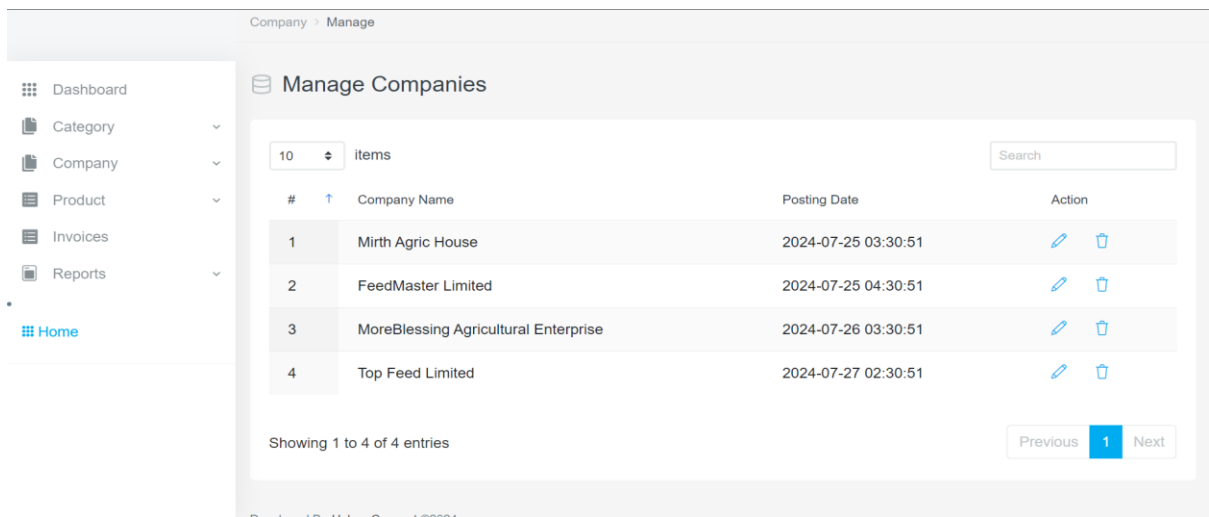 Company > Manage
Dashboard
Category
Company
Product
Invoices
Reports
Home
Manage Companies
10 items
Search
# ↑ Company Name Posting Date Action
1 Mirth Agric House 2024-07-25 03:30:51
2 FeedMaster Limited 2024-07-25 04:30:51
3 MoreBlessing Agricultural Enterprise 2024-07-26 03:30:51
4 Top Feed Limited 2024-07-27 02:30:51
Showing 1 to 4 of 4 entries
Previous 1 Next